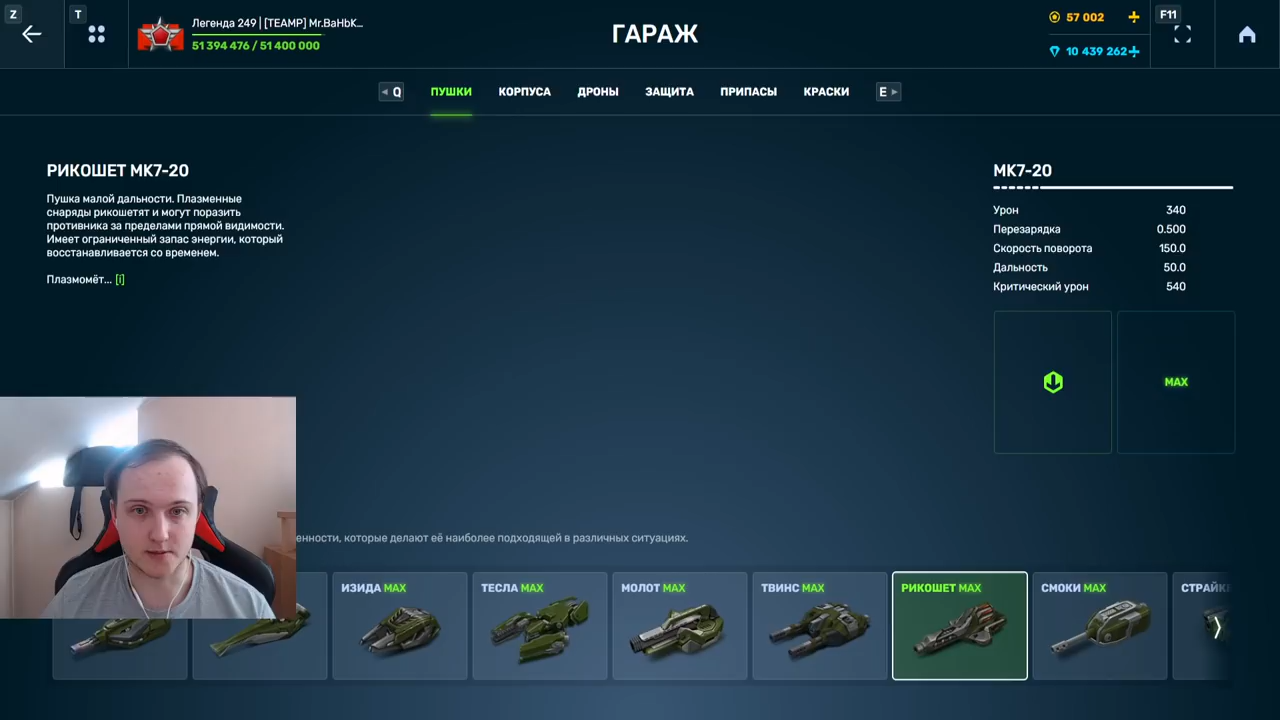 Z
T
Легенда 249 | [TEAMP] Mr.BaHbK...
51 394 476 / 51 400 000
ГАРАЖ
57 002
10 439 262
F11
Q
ПУШКИ
КОРПУСА
ДРОНЫ
ЗАЩИТА
ПРИПАСЫ
КРАСКИ
E
РИКОШЕТ МК7-20
Пушка малой дальности. Плазменные
снаряды рикошетят и могут поразить
противника за пределами прямой видимости.
Имеет ограниченный запас энергии, который
восстанавливается со временем.
Плазмомёт... [i]
МК7-20
Урон 340
Перезарядка 0.500
Скорость поворота 150.0
Дальность 50.0
Критический урон 540
MAX
енности, которые делают её наиболее подходящей в различных ситуациях.
ИЗИДА MAX
ТЕСЛА MAX
МОЛОТ MAX
ТВИНС MAX
РИКОШЕТ MAX
СМОКИ MAX
СТРАЙК